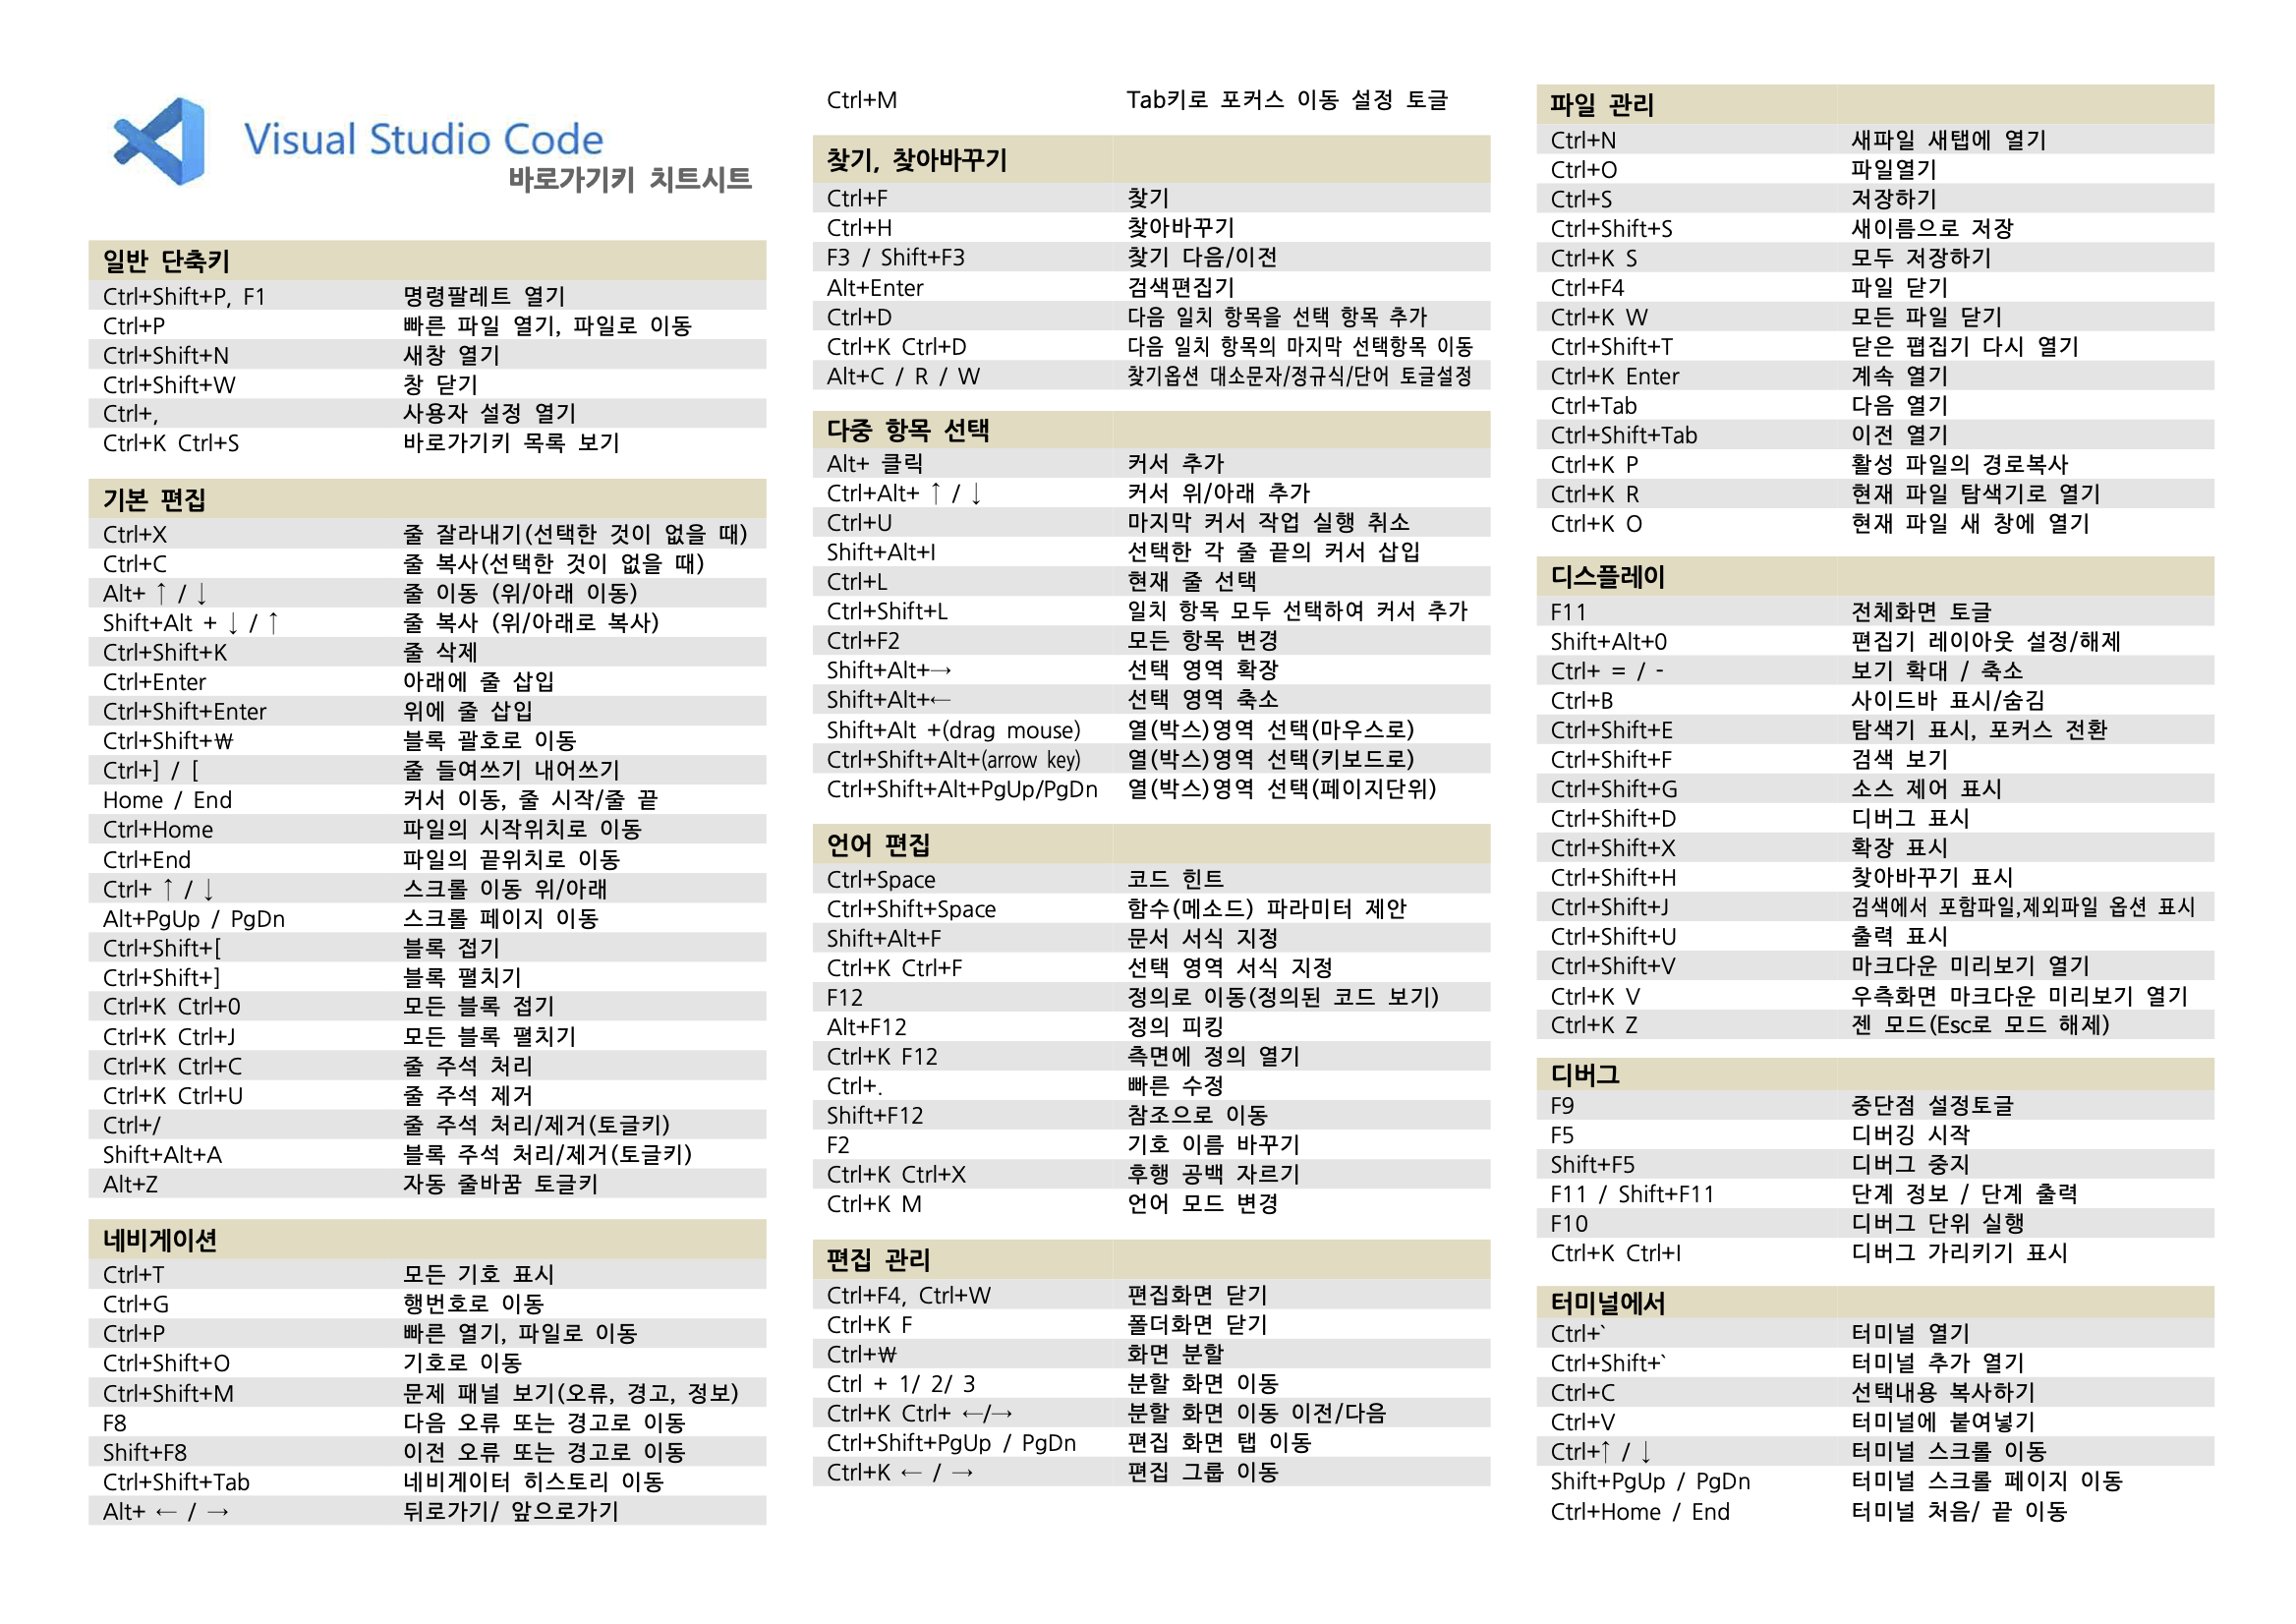 Visual Studio Code
바로가기키 치트시트
일반 단축키
Ctrl+Shift+P, F1 명령팔레트 열기
Ctrl+P 빠른 파일 열기, 파일로 이동
Ctrl+Shift+N 새창 열기
Ctrl+Shift+W 창 닫기
Ctrl+, 사용자 설정 열기
Ctrl+K Ctrl+S 바로가기키 목록 보기
기본 편집
Ctrl+X 줄 잘라내기(선택한 것이 없을 때)
Ctrl+C 줄 복사(선택한 것이 없을 때)
Alt+ ↑ / ↓ 줄 이동 (위/아래 이동)
Shift+Alt + ↓ / ↑ 줄 복사 (위/아래로 복사)
Ctrl+Shift+K 줄 삭제
Ctrl+Enter 아래에 줄 삽입
Ctrl+Shift+Enter 위에 줄 삽입
Ctrl+Shift+₩ 블록 괄호로 이동
Ctrl+] / [ 줄 들여쓰기 내어쓰기
Home / End 커서 이동, 줄 시작/줄 끝
Ctrl+Home 파일의 시작위치로 이동
Ctrl+End 파일의 끝위치로 이동
Ctrl+ ↑ / ↓ 스크롤 이동 위/아래
Alt+PgUp / PgDn 스크롤 페이지 이동
Ctrl+Shift+[ 블록 접기
Ctrl+Shift+] 블록 펼치기
Ctrl+K Ctrl+0 모든 블록 접기
Ctrl+K Ctrl+J 모든 블록 펼치기
Ctrl+K Ctrl+C 줄 주석 처리
Ctrl+K Ctrl+U 줄 주석 제거
Ctrl+/ 줄 주석 처리/제거(토글키)
Shift+Alt+A 블록 주석 처리/제거(토글키)
Alt+Z 자동 줄바꿈 토글키
네비게이션
Ctrl+T 모든 기호 표시
Ctrl+G 행번호로 이동
Ctrl+P 빠른 열기, 파일로 이동
Ctrl+Shift+O 기호로 이동
Ctrl+Shift+M 문제 패널 보기(오류, 경고, 정보)
F8 다음 오류 또는 경고로 이동
Shift+F8 이전 오류 또는 경고로 이동
Ctrl+Shift+Tab 네비게이터 히스토리 이동
Alt+ ← / → 뒤로가기/ 앞으로가기
Ctrl+M Tab키로 포커스 이동 설정 토글
찾기, 찾아바꾸기
Ctrl+F 찾기
Ctrl+H 찾아바꾸기
F3 / Shift+F3 찾기 다음/이전
Alt+Enter 검색편집기
Ctrl+D 다음 일치 항목을 선택 항목 추가
Ctrl+K Ctrl+D 다음 일치 항목의 마지막 선택항목 이동
Alt+C / R / W 찾기옵션 대소문자/정규식/단어 토글설정
다중 항목 선택
Alt+ 클릭 커서 추가
Ctrl+Alt+ ↑ / ↓ 커서 위/아래 추가
Ctrl+U 마지막 커서 작업 실행 취소
Shift+Alt+I 선택한 각 줄 끝의 커서 삽입
Ctrl+L 현재 줄 선택
Ctrl+Shift+L 일치 항목 모두 선택하여 커서 추가
Ctrl+F2 모든 항목 변경
Shift+Alt+→ 선택 영역 확장
Shift+Alt+← 선택 영역 축소
Shift+Alt +(drag mouse) 열(박스)영역 선택(마우스로)
Ctrl+Shift+Alt+(arrow key) 열(박스)영역 선택(키보드로)
Ctrl+Shift+Alt+PgUp/PgDn 열(박스)영역 선택(페이지단위)
언어 편집
Ctrl+Space 코드 힌트
Ctrl+Shift+Space 함수(메소드) 파라미터 제안
Shift+Alt+F 문서 서식 지정
Ctrl+K Ctrl+F 선택 영역 서식 지정
F12 정의로 이동(정의된 코드 보기)
Alt+F12 정의 피킹
Ctrl+K F12 측면에 정의 열기
Ctrl+. 빠른 수정
Shift+F12 참조으로 이동
F2 기호 이름 바꾸기
Ctrl+K Ctrl+X 후행 공백 자르기
Ctrl+K M 언어 모드 변경
편집 관리
Ctrl+F4, Ctrl+W 편집화면 닫기
Ctrl+K F 폴더화면 닫기
Ctrl+₩ 화면 분할
Ctrl + 1/ 2/ 3 분할 화면 이동
Ctrl+K Ctrl+ ←/→ 분할 화면 이동 이전/다음
Ctrl+Shift+PgUp / PgDn 편집 화면 탭 이동
Ctrl+K ← / → 편집 그룹 이동
파일 관리
Ctrl+N 새파일 새탭에 열기
Ctrl+O 파일열기
Ctrl+S 저장하기
Ctrl+Shift+S 새이름으로 저장
Ctrl+K S 모두 저장하기
Ctrl+F4 파일 닫기
Ctrl+K W 모든 파일 닫기
Ctrl+Shift+T 닫은 폅집기 다시 열기
Ctrl+K Enter 계속 열기
Ctrl+Tab 다음 열기
Ctrl+Shift+Tab 이전 열기
Ctrl+K P 활성 파일의 경로복사
Ctrl+K R 현재 파일 탐색기로 열기
Ctrl+K O 현재 파일 새 창에 열기
디스플레이
F11 전체화면 토글
Shift+Alt+0 편집기 레이아웃 설정/해제
Ctrl+ = / - 보기 확대 / 축소
Ctrl+B 사이드바 표시/숨김
Ctrl+Shift+E 탐색기 표시, 포커스 전환
Ctrl+Shift+F 검색 보기
Ctrl+Shift+G 소스 제어 표시
Ctrl+Shift+D 디버그 표시
Ctrl+Shift+X 확장 표시
Ctrl+Shift+H 찾아바꾸기 표시
Ctrl+Shift+J 검색에서 포함파일,제외파일 옵션 표시
Ctrl+Shift+U 출력 표시
Ctrl+Shift+V 마크다운 미리보기 열기
Ctrl+K V 우측화면 마크다운 미리보기 열기
Ctrl+K Z 젠 모드(Esc로 모드 해제)
디버그
F9 중단점 설정토글
F5 디버깅 시작
Shift+F5 디버그 중지
F11 / Shift+F11 단계 정보 / 단계 출력
F10 디버그 단위 실행
Ctrl+K Ctrl+I 디버그 가리키기 표시
터미널에서
Ctrl+` 터미널 열기
Ctrl+Shift+` 터미널 추가 열기
Ctrl+C 선택내용 복사하기
Ctrl+V 터미널에 붙여넣기
Ctrl+↑ / ↓ 터미널 스크롤 이동
Shift+PgUp / PgDn 터미널 스크롤 페이지 이동
Ctrl+Home / End 터미널 처음/ 끝 이동